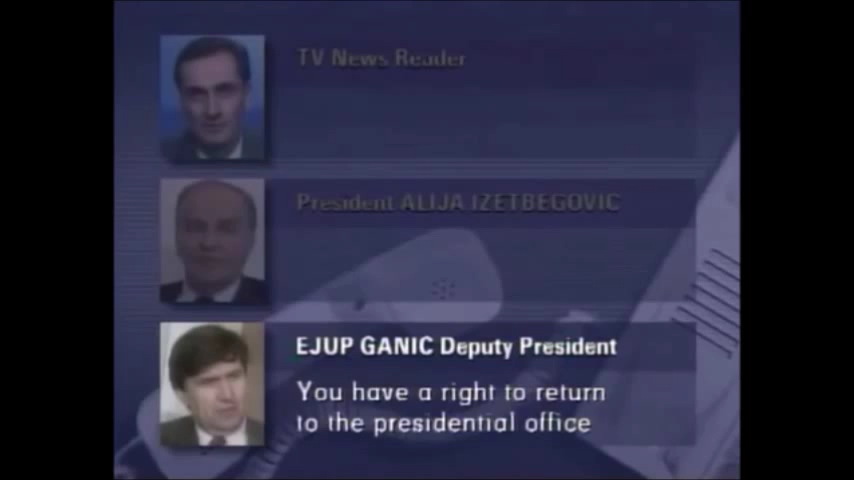 TV News Reader
President ALIJA IZETBEGOVIC
EJUP GANIC Deputy President
You have a right to return
to the presidential office